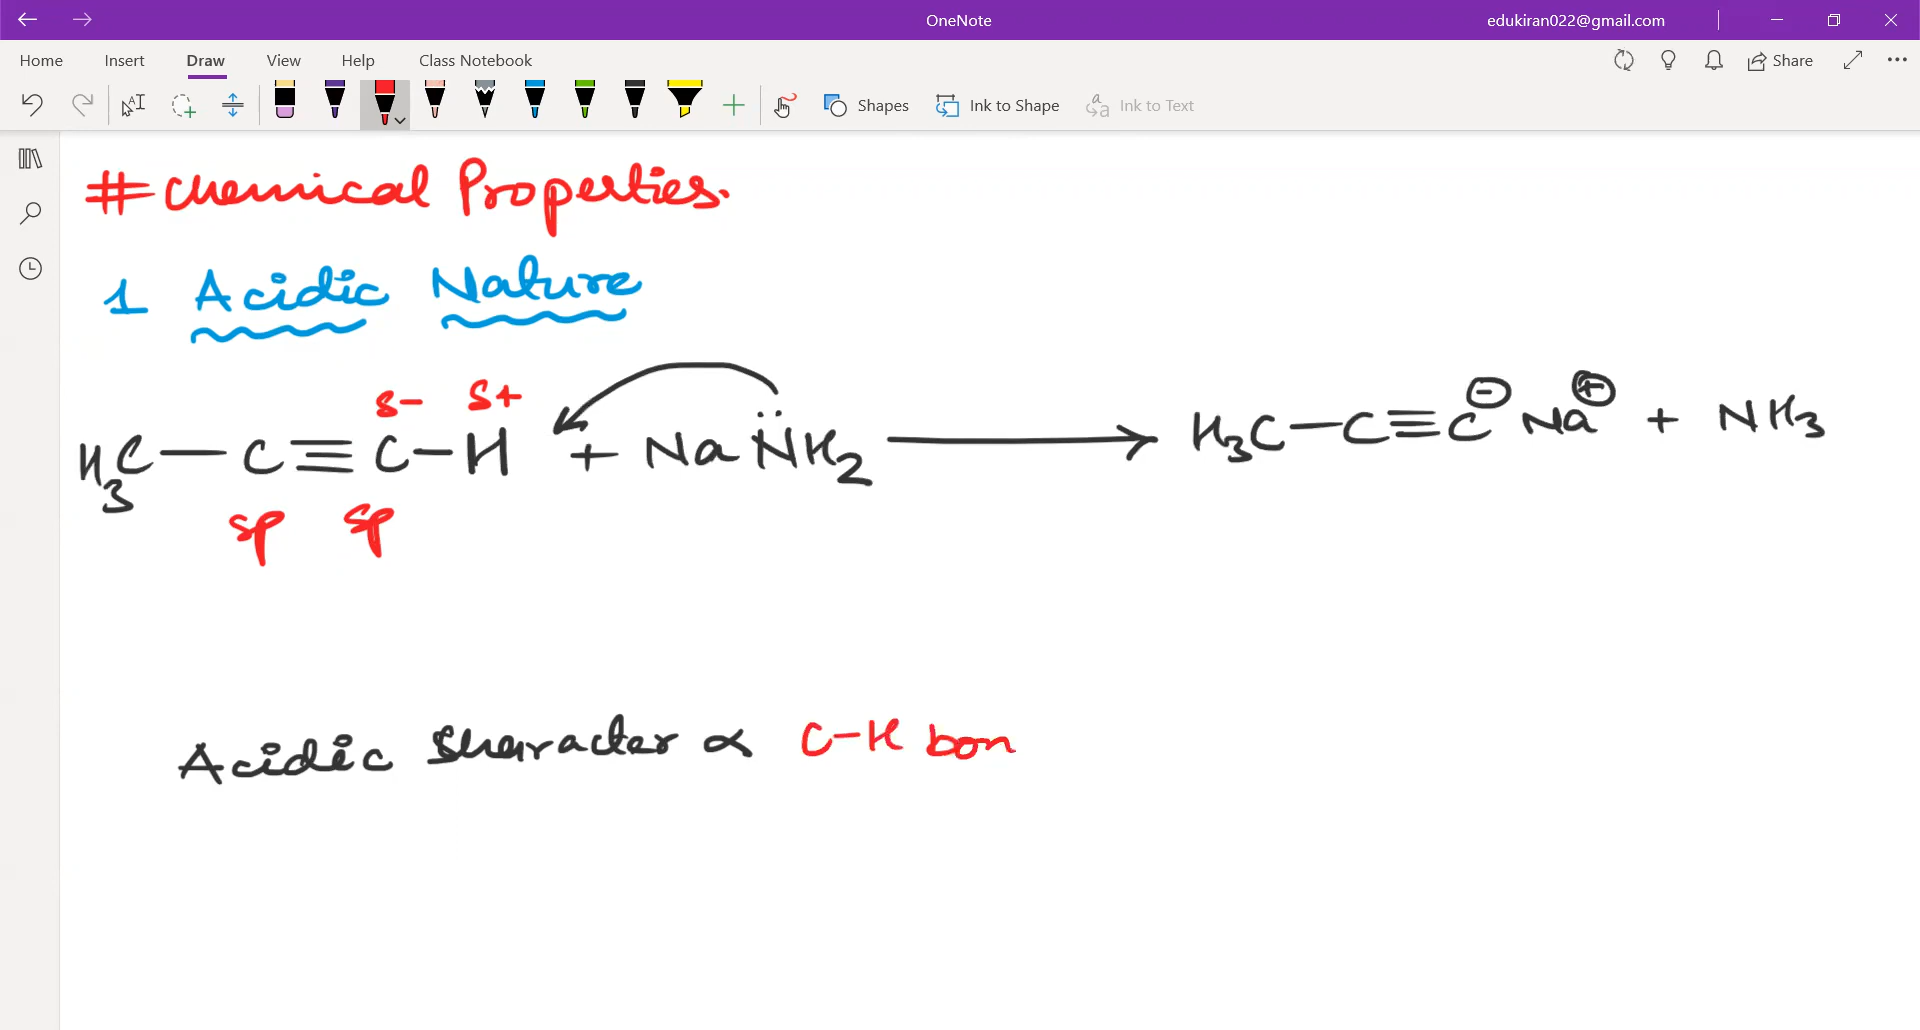 OneNote
edukiran022@gmail.com
Home Insert Draw View Help Class Notebook Share
Shapes Ink to Shape Ink to Text
# Chemical Properties.
1 Acidic Nature
δ- δ+
H3C — C ≡ C - H + Na N̈H2 ⟶ H3C — C ≡ C⊖ Na⊕ + NH3
sp sp
Acidic character ∝ C-H bon